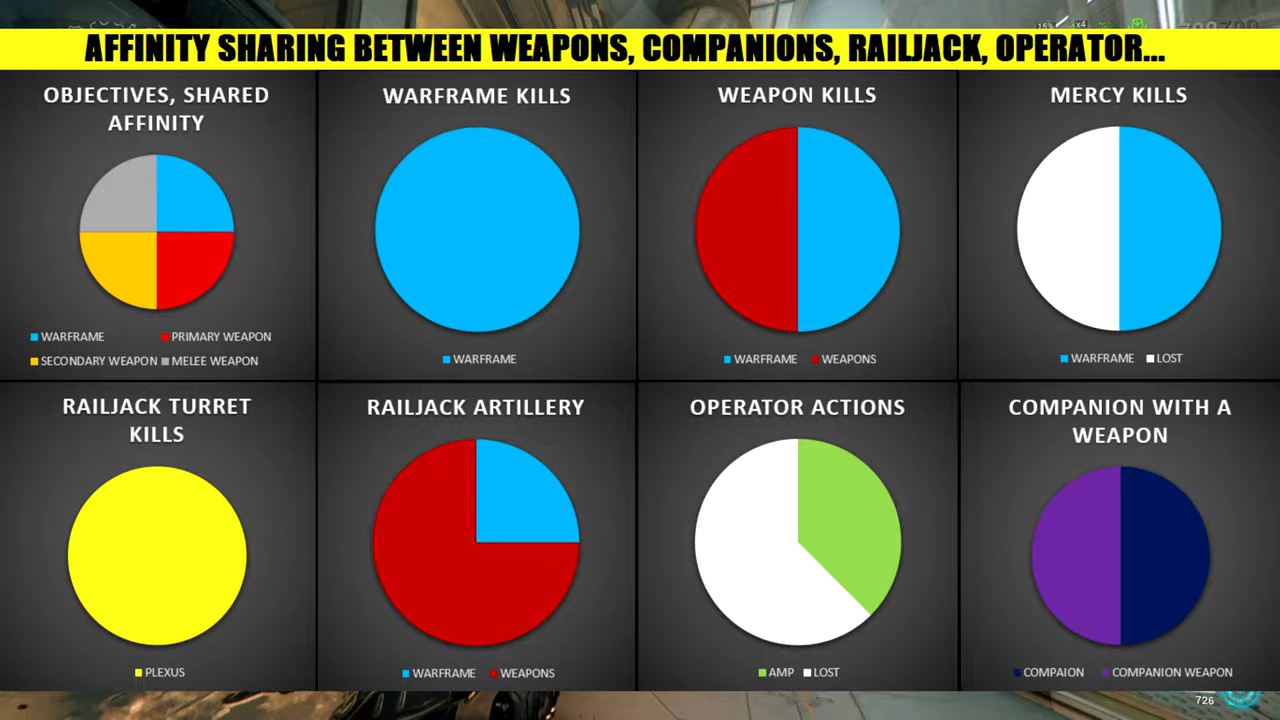 15% x4
AFFINITY SHARING BETWEEN WEAPONS, COMPANIONS, RAILJACK, OPERATOR...
OBJECTIVES, SHARED
AFFINITY
WARFRAME PRIMARY WEAPON
SECONDARY WEAPON MELEE WEAPON
WARFRAME KILLS
WARFRAME
WEAPON KILLS
WARFRAME WEAPONS
MERCY KILLS
WARFRAME LOST
RAILJACK TURRET
KILLS
PLEXUS
RAILJACK ARTILLERY
WARFRAME WEAPONS
OPERATOR ACTIONS
AMP LOST
COMPANION WITH A
WEAPON
COMPAION COMPANION WEAPON
726